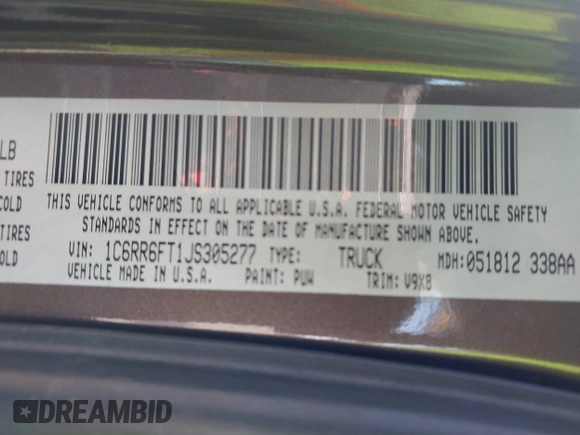 LB
TIRES
COLD
TIRES
COLD
THIS VEHICLE CONFORMS TO ALL APPLICABLE U.S.A. FEDERAL MOTOR VEHICLE SAFETY
STANDARDS IN EFFECT ON THE DATE OF MANUFACTURE SHOWN ABOVE.
VIN: 1C6RR6FT1JS305277 TYPE: TRUCK MDH:051812 338AA
VEHICLE MADE IN U.S.A. PAINT: PUW TRIM: V9X8
DREAMBID